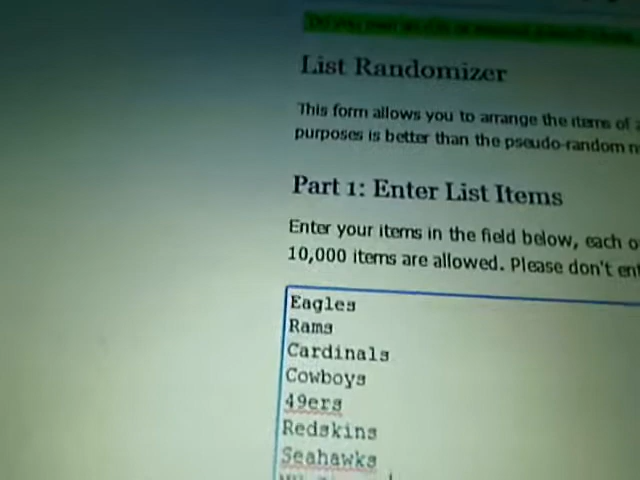 List Randomizer
This form allows you to arrange the items of a
purposes is better than the pseudo-random
Part 1: Enter List Items
Enter your items in the field below, each
10,000 items are allowed. Please don't
Eagles
Rams
Cardinals
Cowboys
49ers
Redskins
Seahawks